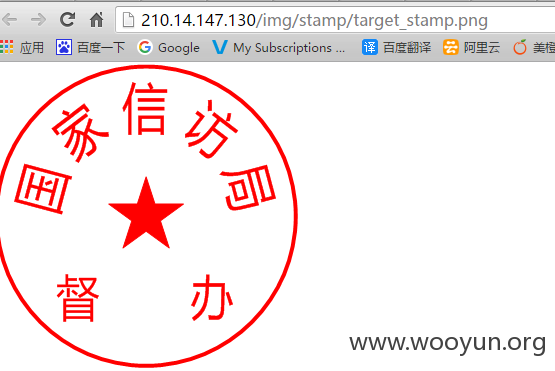 210.14.147.130/img/stamp/target_stamp.png
应用 百度一下 Google My Subscriptions ... 百度翻译 阿里云 美橙
国家信访局
督办
www.wooyun.org